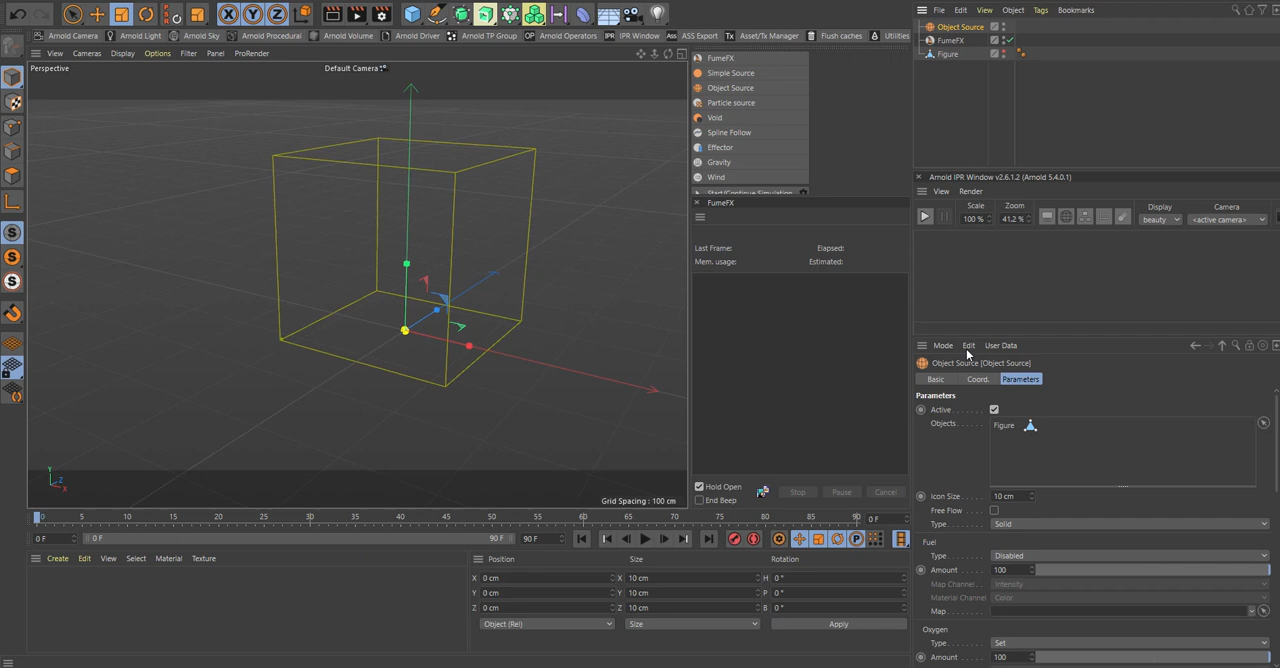 File Edit View Object Tags Bookmarks
Object Source
FumeFX
Figure
Arnold Camera Arnold Light Arnold Sky Arnold Procedural Arnold Volume Arnold Driver Arnold TP Group OP Arnold Operators IPR IPR Window Ass ASS Export Tx Asset/Tx Manager Flush caches Utilities
View Cameras Display Options Filter Panel ProRender
Perspective
Default Camera
FumeFX
Simple Source
Object Source
Particle source
Void
Spline Follow
Effector
Gravity
Wind
Start/Continue Simulation
Arnold IPR Window v2.6.1.2 (Arnold 5.4.0.1)
View Render
Scale Zoom Display Camera
100 % 41.2 % beauty <active camera>
FumeFX
Last Frame: Elapsed:
Mem. usage: Estimated:
Hold Open
End Beep
Stop Pause Cancel
Mode Edit User Data
Object Source [Object Source]
Basic Coord. Parameters
Parameters
Active
Objects Figure
Icon Size 10 cm
Free Flow
Type Solid
Fuel
Type Disabled
Amount 100
Map Channel Intensity
Material Channel Color
Map
Oxygen
Type Set
Amount 100
Y
Z
X
Grid Spacing : 100 cm
0 5 10 15 20 25 30 35 40 45 50 55 60 65 70 75 80 85 90 0 F
0 F 0 F 90 F 90 F
Create Edit View Select Material Texture
Position Size Rotation
X 0 cm X 10 cm H 0 °
Y 0 cm Y 10 cm P 0 °
Z 0 cm Z 10 cm B 0 °
Object (Rel) Size Apply